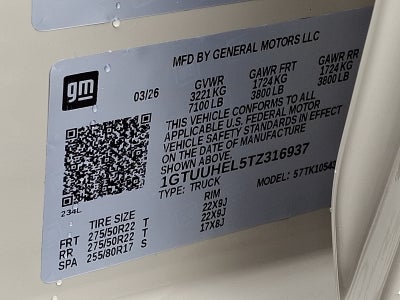 MFD BY GENERAL MOTORS LLC
gm
03/26
GVWR
3221 KG
7100 LB
GAWR FRT
1724 KG
3800 LB
GAWR RR
1724 KG
3800 LB
THIS VEHICLE CONFORMS TO ALL
APPLICABLE U.S. FEDERAL MOTOR
VEHICLE SAFETY STANDARDS IN EFFECT
ON THE DATE OF MANUFACTURE
SHOWN ABOVE.
1GTUUHEL5TZ316937
TYPE: TRUCK
MODEL: 57TK10543
234L
TIRE SIZE
RIM
FRT 275/50R22 T 22X9J
RR 275/50R22 T 22X9J
SPA 255/80R17 S 17X8J